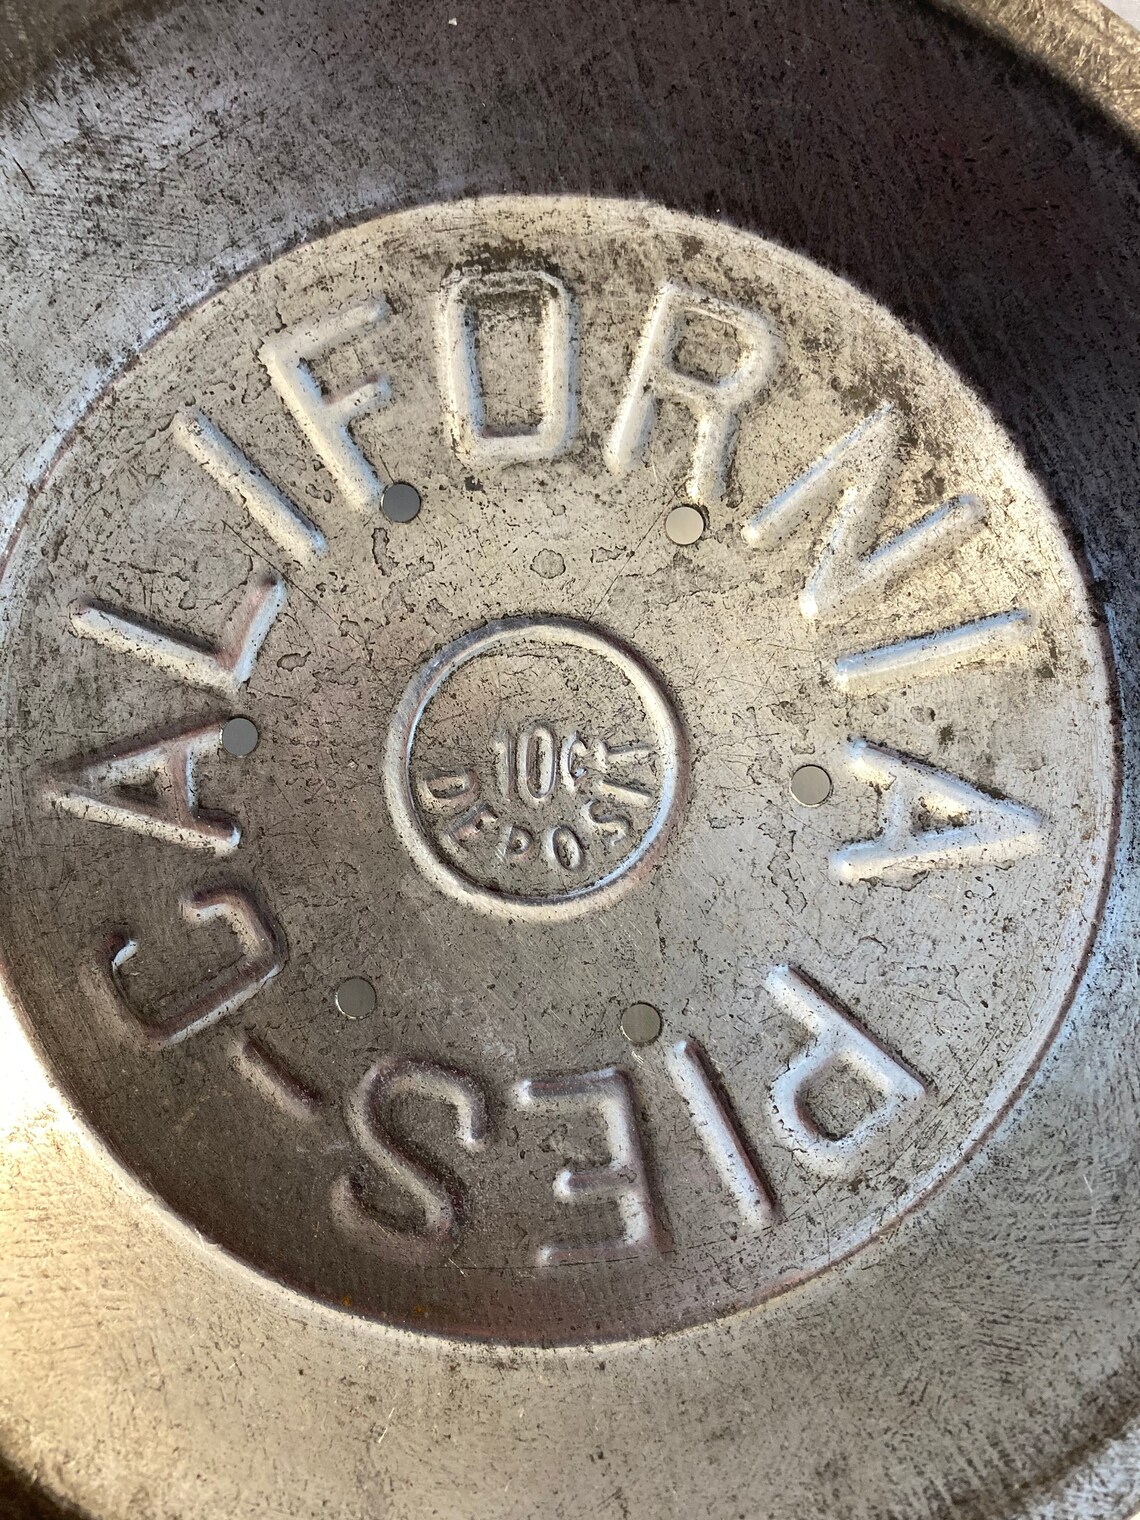 CALIFORNIA
PIES
-
10¢
DEPOSIT